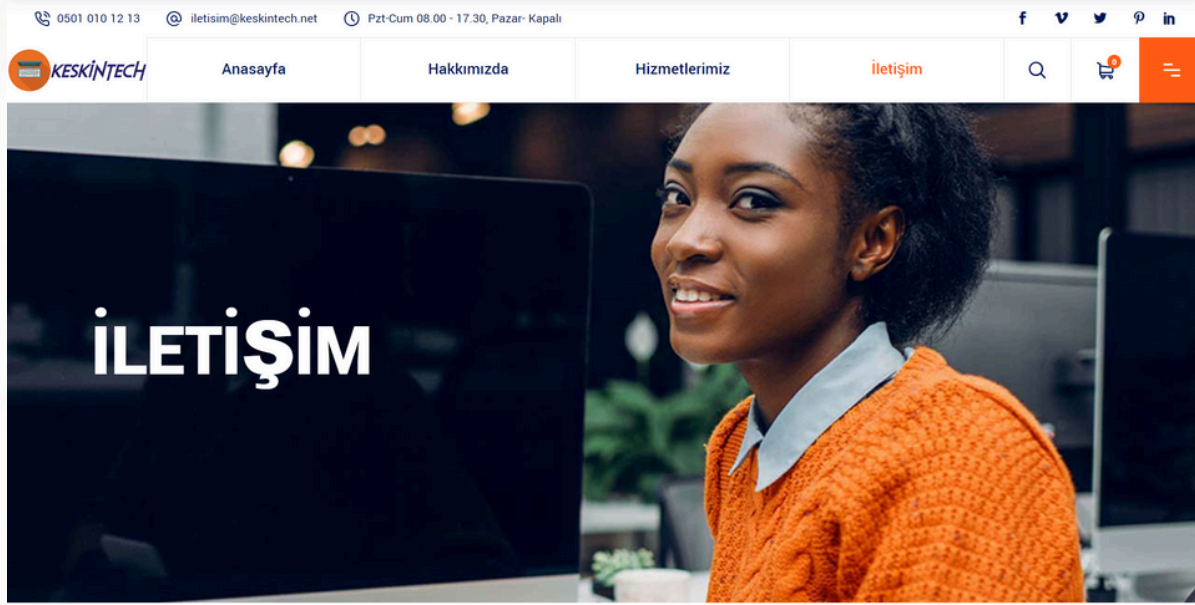 0501 010 12 13 iletisim@keskintech.net Pzt-Cum 08.00 - 17.30, Pazar- Kapalı
KESKİNTECH Anasayfa Hakkımızda Hizmetlerimiz İletişim 0
İLETİŞİM